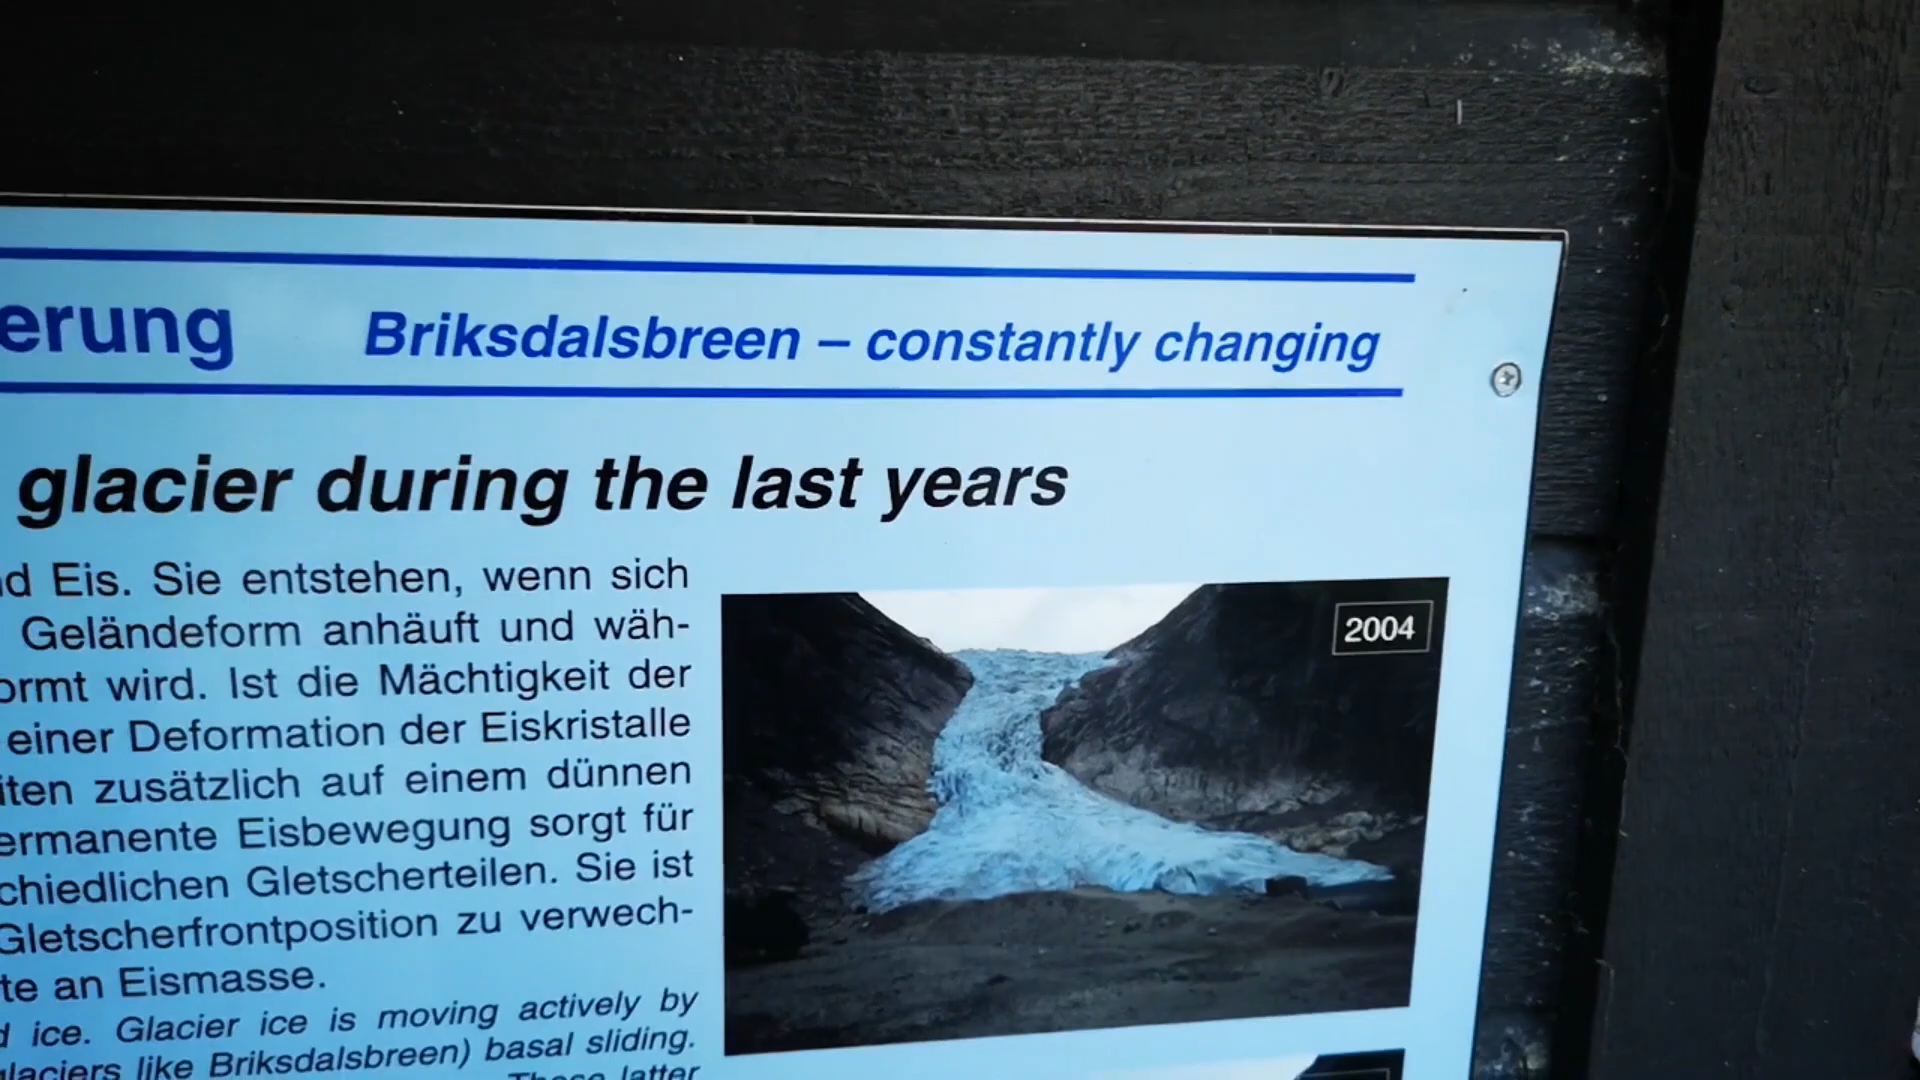 erung Briksdalsbreen – constantly changing
glacier during the last years
d Eis. Sie entstehen, wenn sich
Geländeform anhäuft und wäh-
ormt wird. Ist die Mächtigkeit der
einer Deformation der Eiskristalle
iten zusätzlich auf einem dünnen
ermanente Eisbewegung sorgt für
chiedlichen Gletscherteilen. Sie ist
Gletscherfrontposition zu verwech-
te an Eismasse.
d ice. Glacier ice is moving actively by
glaciers like Briksdalsbreen) basal sliding.
latter
2004